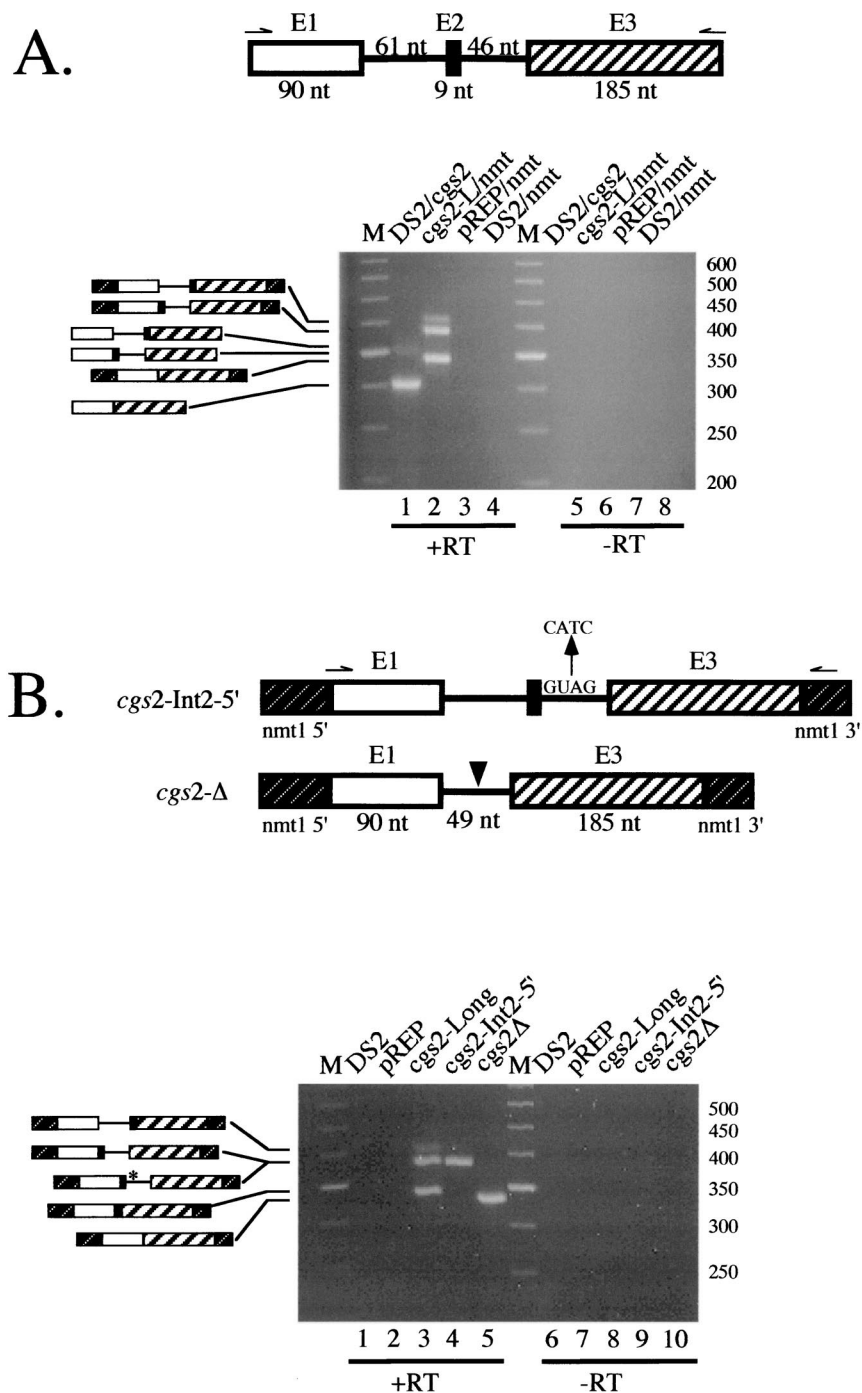 A.
E1 E2 E3
61 nt 46 nt
90 nt 9 nt 185 nt
M DS2/cgs2 cgs2-L/nmt pREP/nmt DS2/nmt M DS2/cgs2 cgs2-L/nmt pREP/nmt DS2/nmt
600
500
450
400
350
300
250
200
1 2 3 4 5 6 7 8
+RT -RT
B.
CATC
E1 GUAG E3
cgs2-Int2-5'
nmt1 5' nmt1 3'
E1 E3
cgs2-Δ
nmt1 5' 90 nt 49 nt 185 nt nmt1 3'
M DS2 pREP cgs2-Long cgs2-Int2-5' cgs2Δ M DS2 pREP cgs2-Long cgs2-Int2-5' cgs2Δ
500
450
400
*
350
300
250
1 2 3 4 5 6 7 8 9 10
+RT -RT